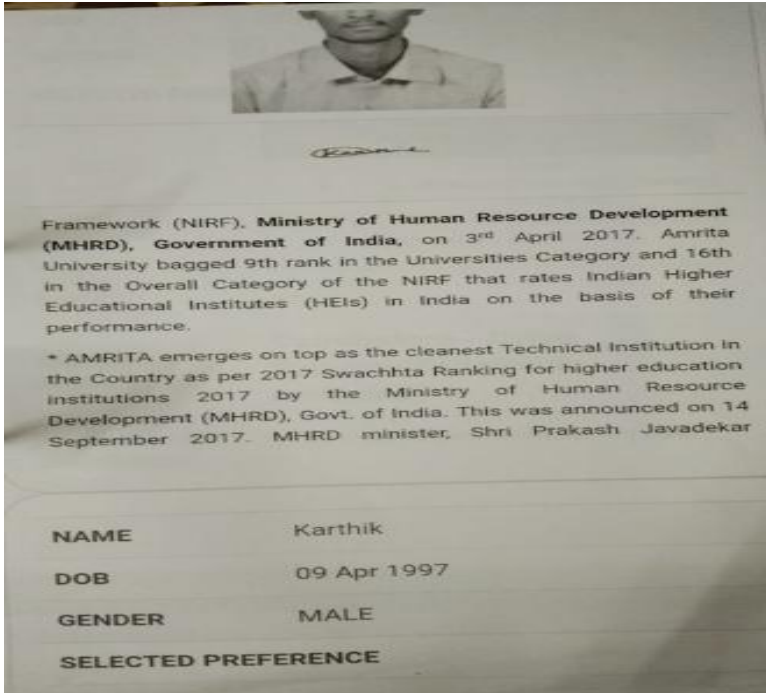 Framework (NIRF), Ministry of Human Resource Development
(MHRD), Government of India, on 3rd April 2017. Amrita
University bagged 9th rank in the Universities Category and 16th
in the Overall Category of the NIRF that rates Indian Higher
Educational Institutes (HEIs) in India on the basis of their
performance.
* AMRITA emerges on top as the cleanest Technical Institution in
the Country as per 2017 Swachhta Ranking for higher education
institutions 2017 by the Ministry of Human Resource
Development (MHRD), Govt. of India. This was announced on 14
September 2017. MHRD minister, Shri Prakash Javadekar
NAME Karthik
DOB 09 Apr 1997
GENDER MALE
SELECTED PREFERENCE